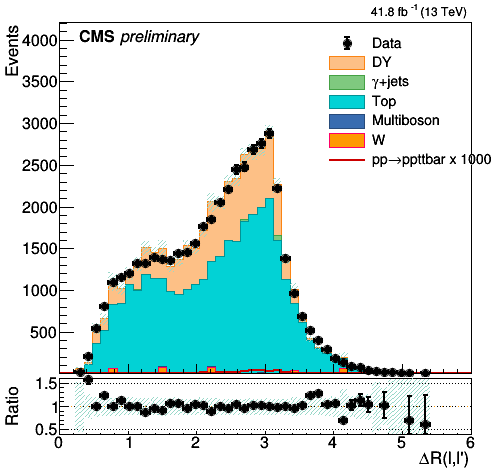 41.8 fb⁻¹ (13 TeV)
CMS preliminary
Events
4000
3500
3000
2500
2000
1500
1000
500
Data
DY
γ+jets
Top
Multiboson
W
pp→ppttbar x 1000
Ratio
1.5
1
0.5
0 1 2 3 4 5 6
ΔR(l,l')